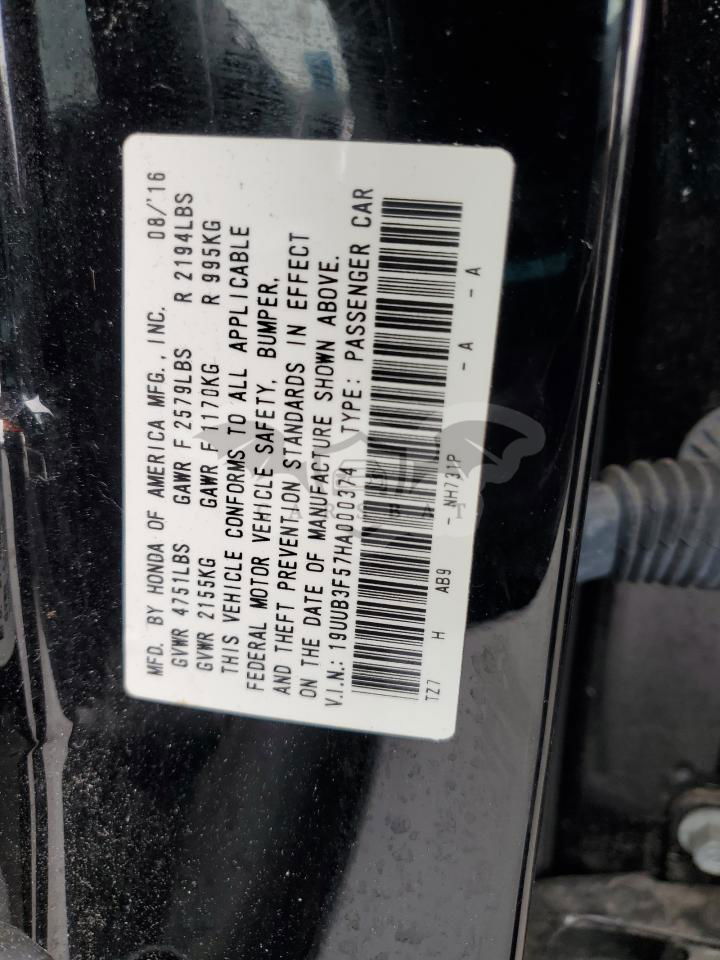 MFD. BY HONDA OF AMERICA MFG., INC. 08/'16
GVWR 4751LBS GAWR F 2579LBS R 2194LBS
GVWR 2155KG GAWR F 1170KG R 995KG
THIS VEHICLE CONFORMS TO ALL APPLICABLE
FEDERAL MOTOR VEHICLE SAFETY, BUMPER,
AND THEFT PREVENTION STANDARDS IN EFFECT
ON THE DATE OF MANUFACTURE SHOWN ABOVE.
V.I.N.: 19UUB3F57HA000374 TYPE: PASSENGER CAR
TZ7 H AB9 - NH731P - A - A
CARSBAT